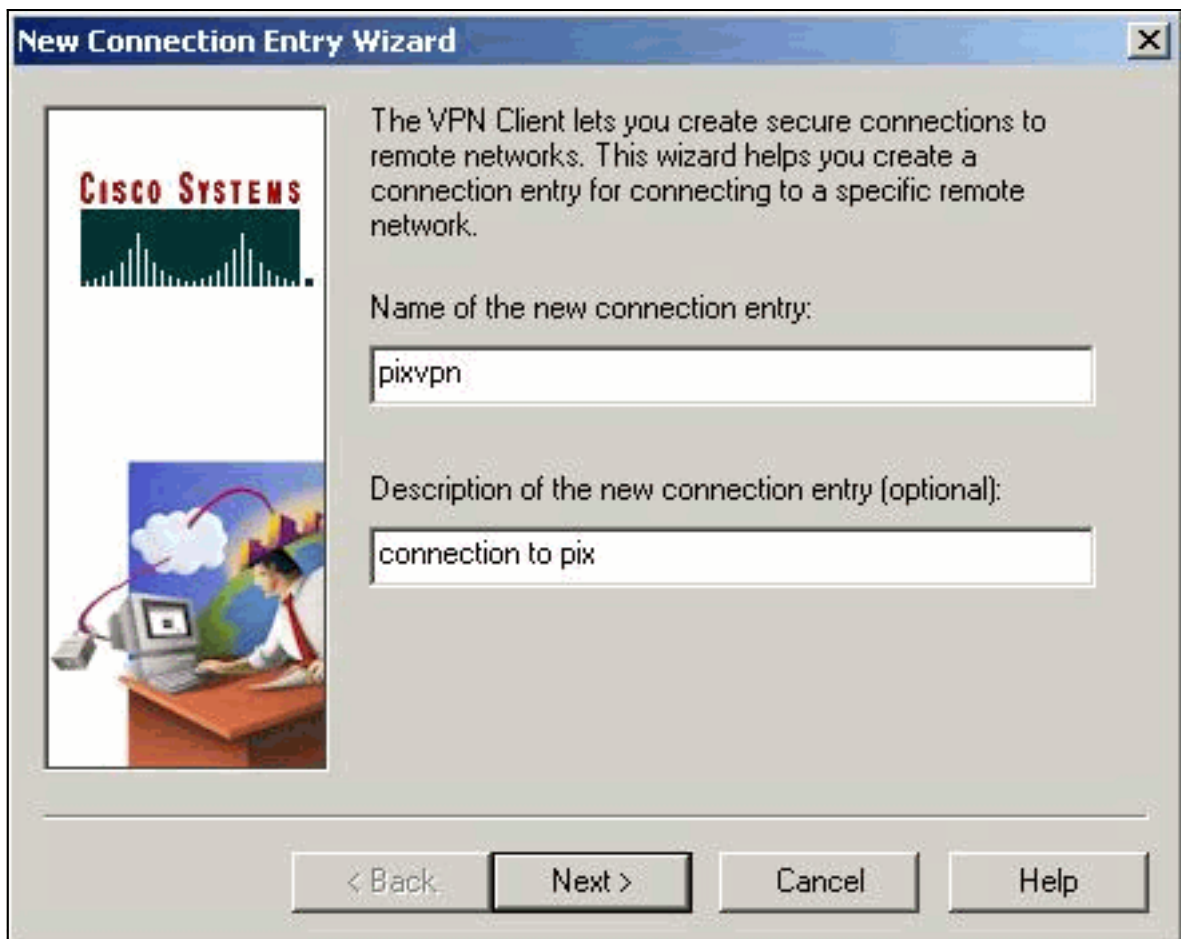 New Connection Entry Wizard
CISCO SYSTEMS
The VPN Client lets you create secure connections to
remote networks. This wizard helps you create a
connection entry for connecting to a specific remote
network.
Name of the new connection entry:
pixvpn
Description of the new connection entry (optional):
connection to pix
< Back
Next >
Cancel
Help